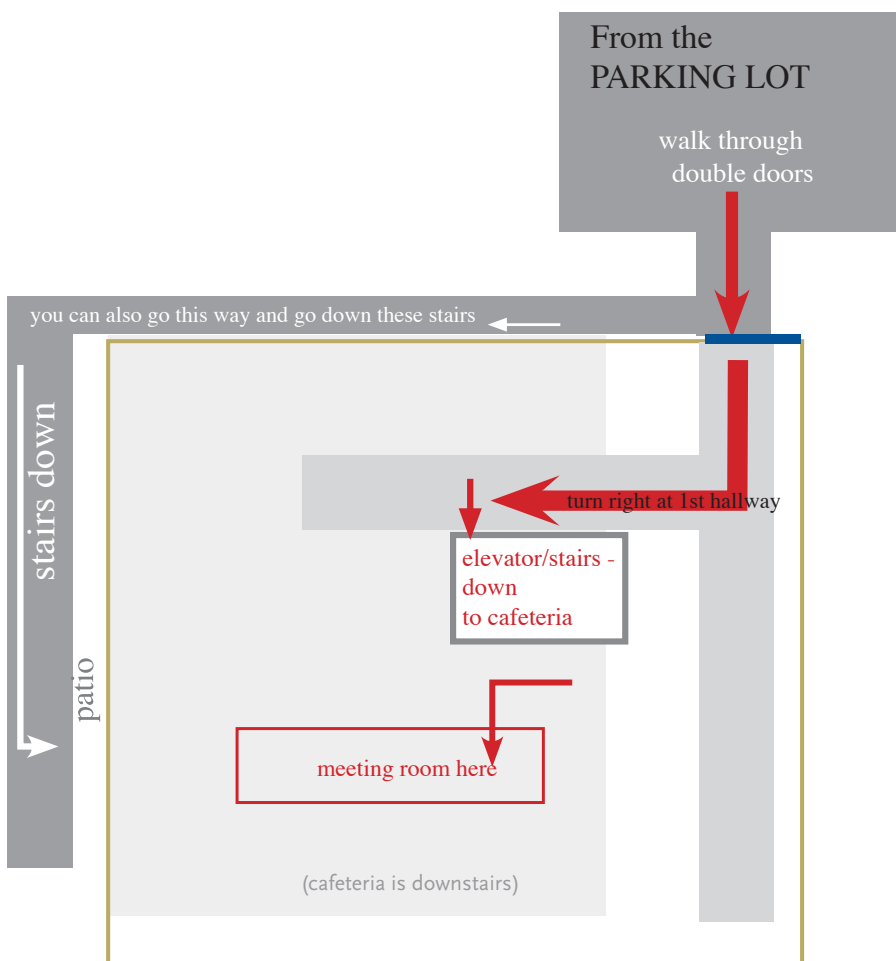 From the
PARKING LOT
walk through
double doors
you can also go this way and go down these stairs
stairs down
turn right at 1st hallway
elevator/stairs -
down
to cafeteria
patio
meeting room here
(cafeteria is downstairs)